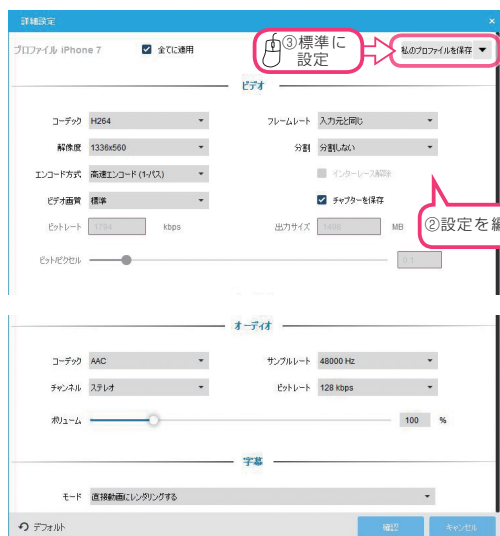 詳細設定
×
プロファイル iPhone 7
全てに適用
③標準に
設定
私のプロファイルを保存
ビデオ
コーデック H264
フレームレート 入力元と同じ
解像度 1336x560
分割 分割しない
エンコード方式 高速エンコード (1-パス)
インターレース解除
ビデオ画質 標準
チャプターを保存
ビットレート 1794 kbps
出力サイズ 1498 MB
②設定を編
ビット/ピクセル
0.1
オーディオ
コーデック AAC
サンプルレート 48000 Hz
チャンネル ステレオ
ビットレート 128 kbps
ボリューム
100 %
字幕
モード 直接動画にレンダリングする
デフォルト
確認
キャンセル